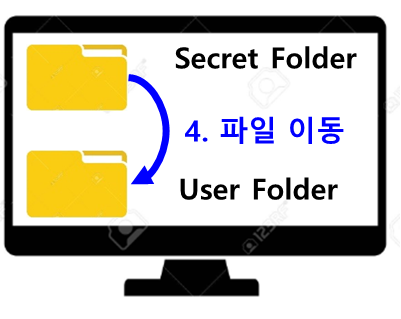 Secret Folder
4. 파일 이동
User Folder